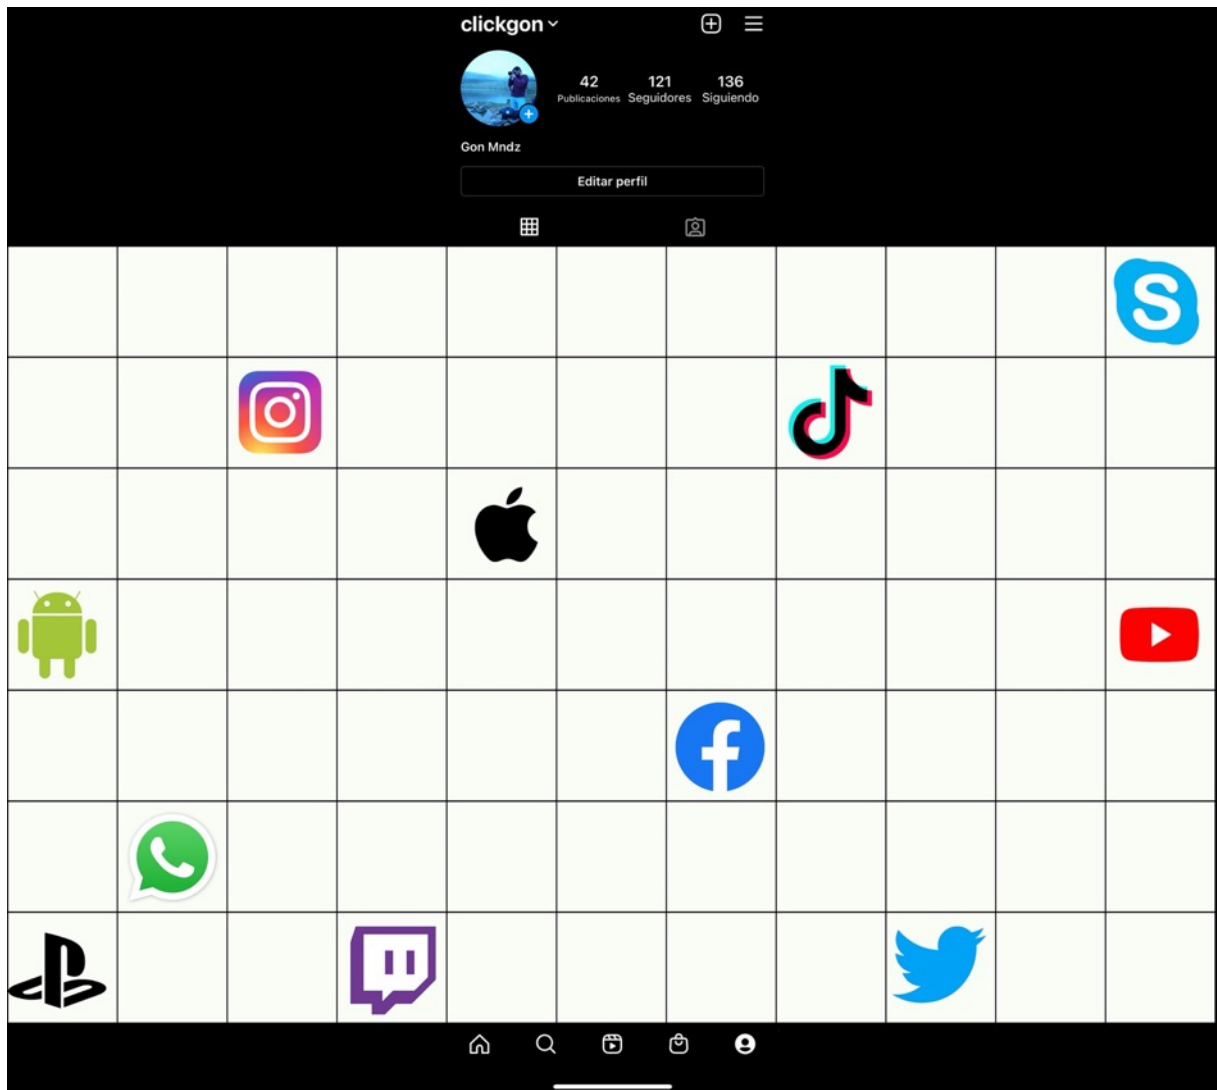 clickgon
42 121 136
Publicaciones Seguidores Siguiendo
Gon Mndz
Editar perfil